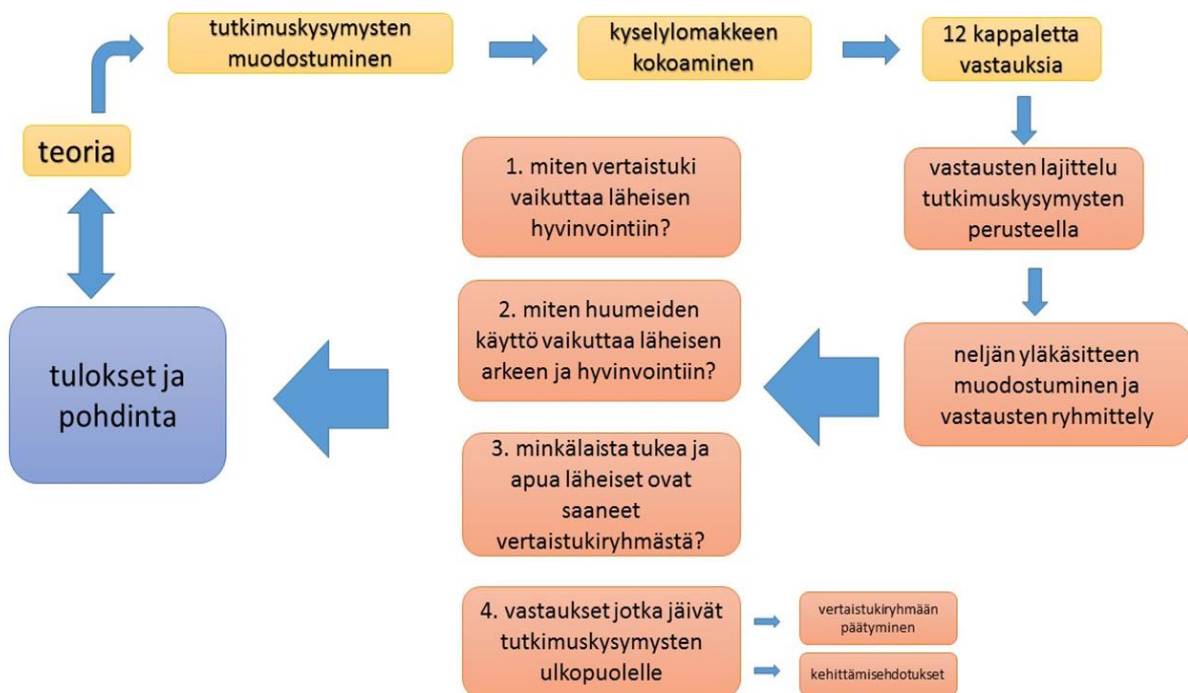 teoria
tutkimuskysymysten
muodostuminen
kyselylomakkeen
kokoaminen
12 kappaletta
vastauksia
vastausten lajittelu
tutkimuskysymysten
perusteella
neljän yläkäsitteen
muodostuminen ja
vastausten ryhmittely
1. miten vertaistuki
vaikuttaa läheisen
hyvinvointiin?
2. miten huumeiden
käyttö vaikuttaa läheisen
arkeen ja hyvinvointiin?
3. minkälaista tukea ja
apua läheiset ovat
saaneet
vertaistukiryhmästä?
4. vastaukset jotka jäivät
tutkimuskysymysten
ulkopuolelle
vertaistukiryhmään
päätyminen
kehittämisehdotukset
tulokset ja
pohdinta